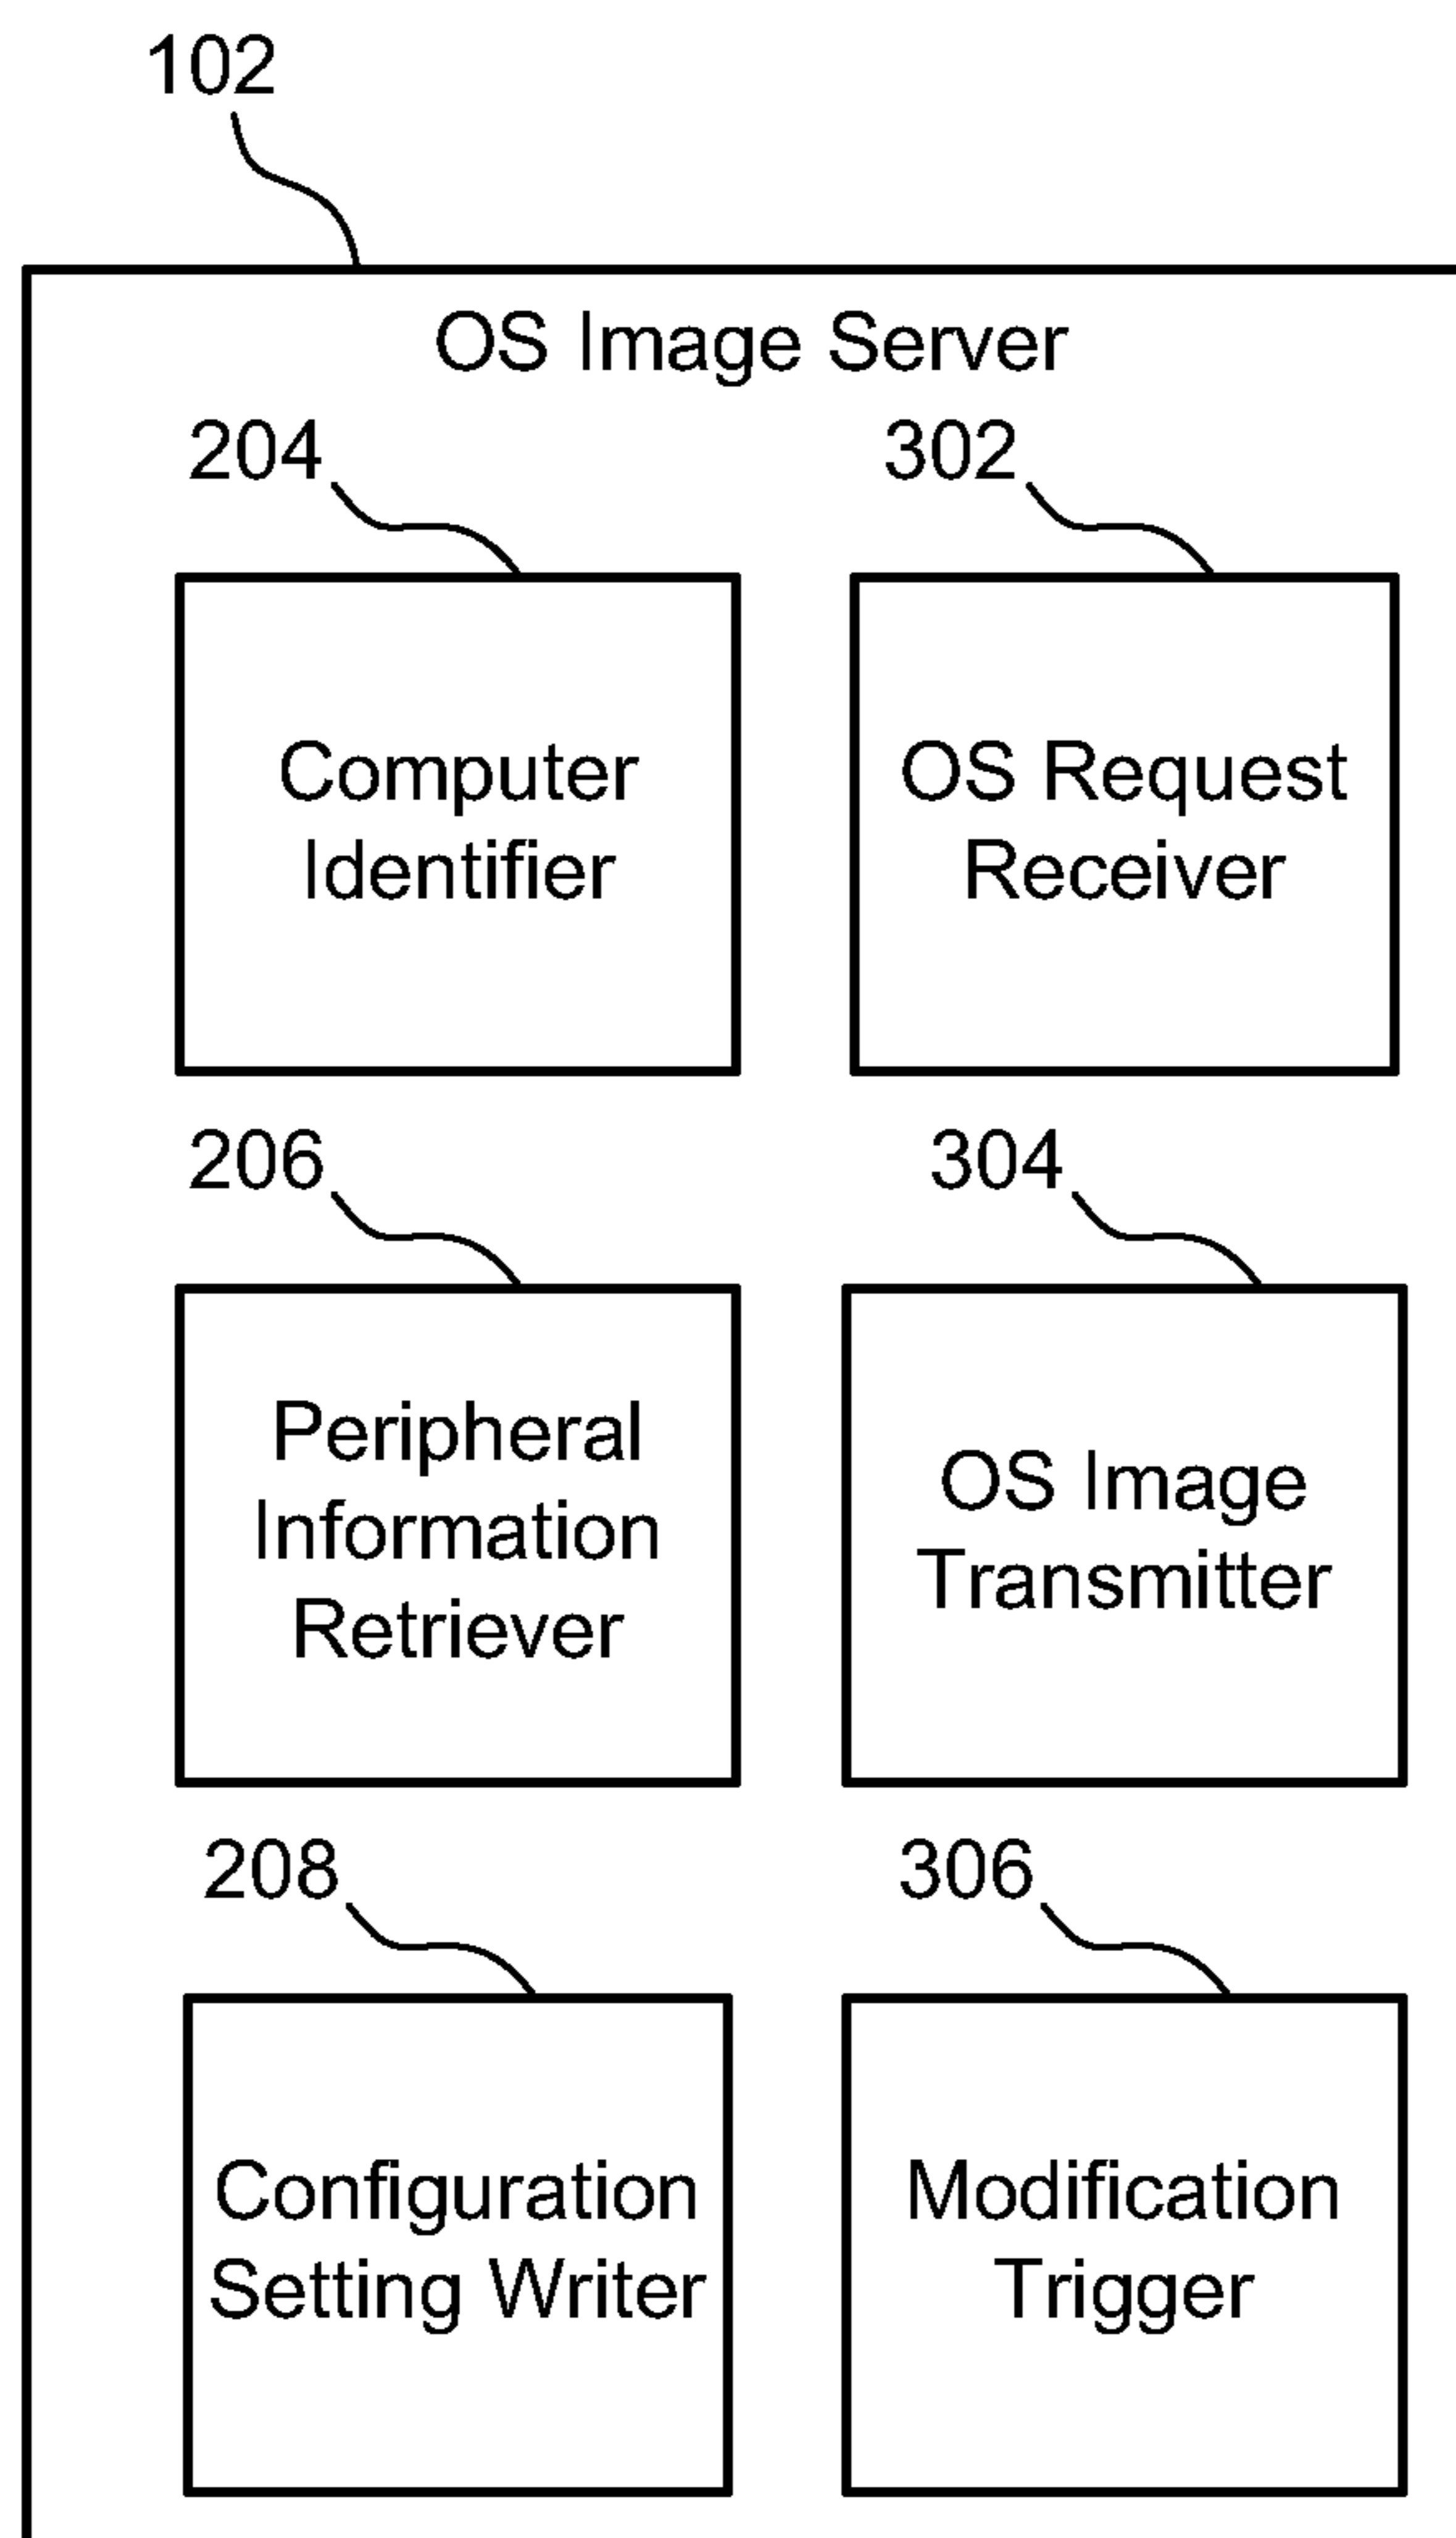 102
OS Image Server
204
302
Computer
Identifier
OS Request
Receiver
206
304
Peripheral
Information
Retriever
OS Image
Transmitter
208
306
Configuration
Setting Writer
Modification
Trigger